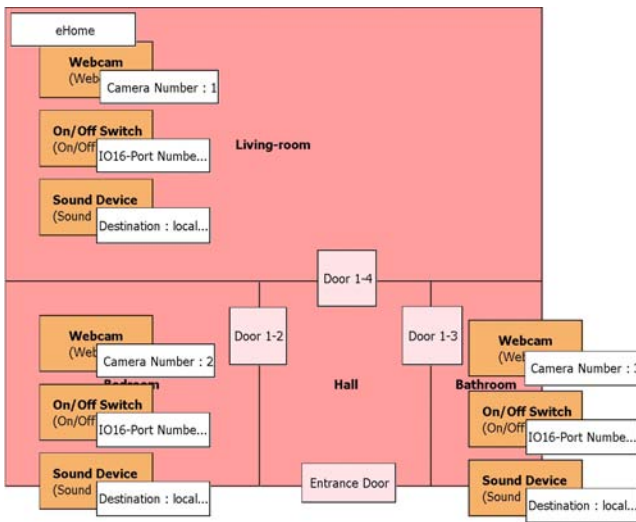 eHome
Webcam
(Web
Camera Number : 1
On/Off Switch
(On/Off
IO16-Port Numbe...
Living-room
Sound Device
(Sound
Destination : local...
Door 1-4
Door 1-2
Door 1-3
Webcam
(Web
Camera Number : 2
Bedroom
On/Off Switch
(On/Off
IO16-Port Numbe...
Sound Device
(Sound
Destination : local...
Hall
Entrance Door
Webcam
(Web
Camera Number :
Bathroom
On/Off Switch
(On/Off
IO16-Port Numbe...
Sound Device
(Sound
Destination : local...